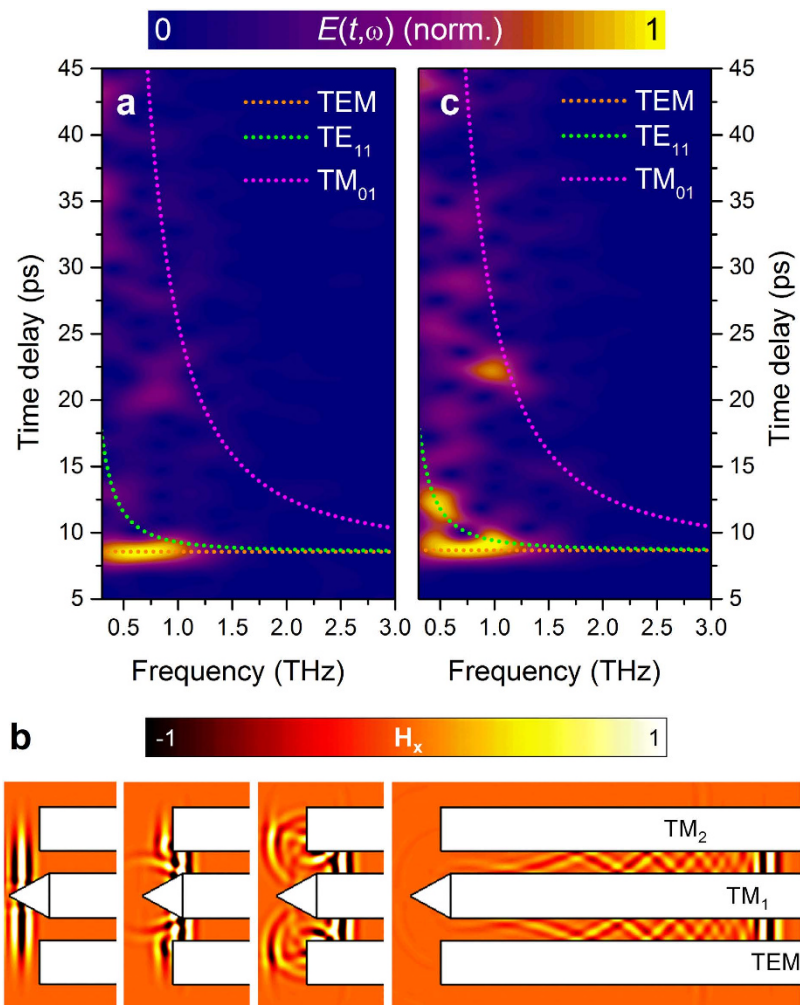 0 E(t,ω) (norm.) 1
a
TEM
TE₁₁
TM₀₁
c
TEM
TE₁₁
TM₀₁
45
40
35
30
25
20
15
10
5
Time delay (ps)
45
40
35
30
25
20
15
10
5
Time delay (ps)
0.5 1.0 1.5 2.0 2.5 3.0
0.5 1.0 1.5 2.0 2.5 3.0
Frequency (THz)
Frequency (THz)
b
-1 Hₓ 1
TM₂
TM₁
TEM